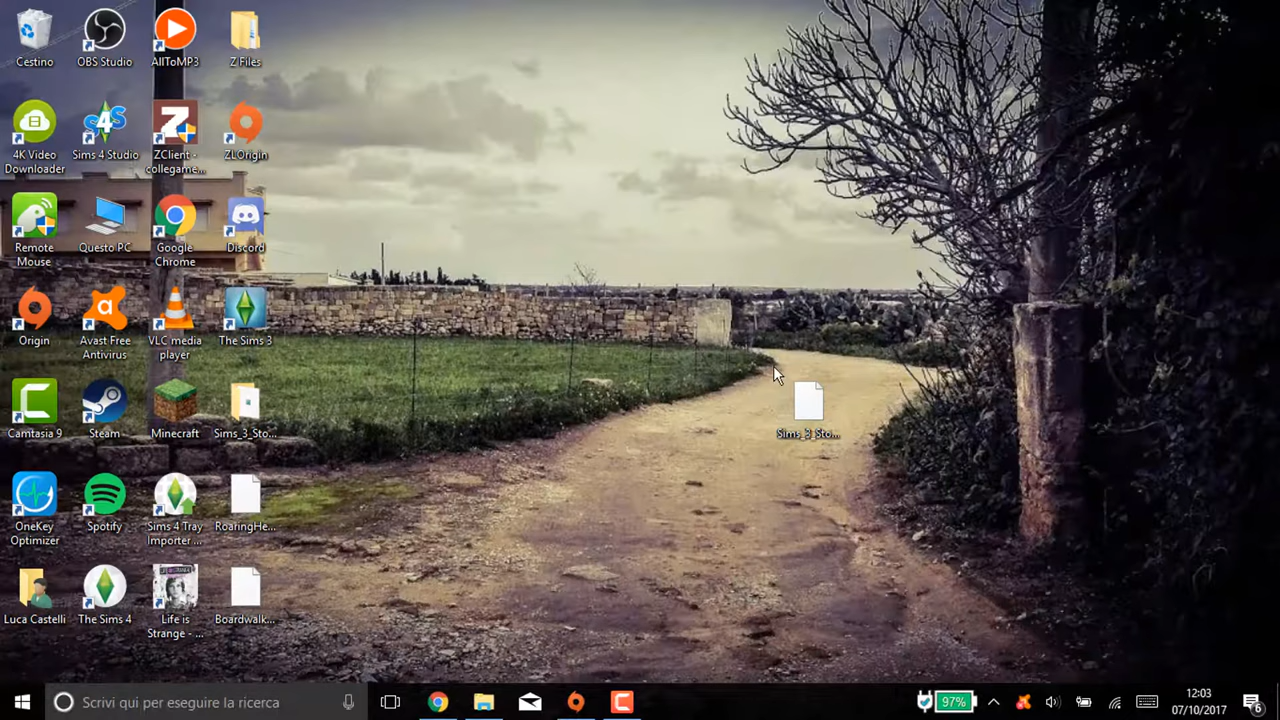 Cestino
OBS Studio
AllToMP3
Z Files
4K Video
Downloader
Sims 4 Studio
ZClient -
collegame...
ZLOrigin
Remote
Mouse
Questo PC
Google
Chrome
Discord
Origin
Avast Free
Antivirus
VLC media
player
The Sims 3
Camtasia 9
Steam
Minecraft
Sims_3_Sto...
Sims_3_Sto...
OneKey
Optimizer
Spotify
Sims 4 Tray
Importer ...
RoaringHe...
Luca Castelli
The Sims 4
Life is
Strange - ...
Boardwalk...
Scrivi qui per eseguire la ricerca
97%
12:03
07/10/2017
6